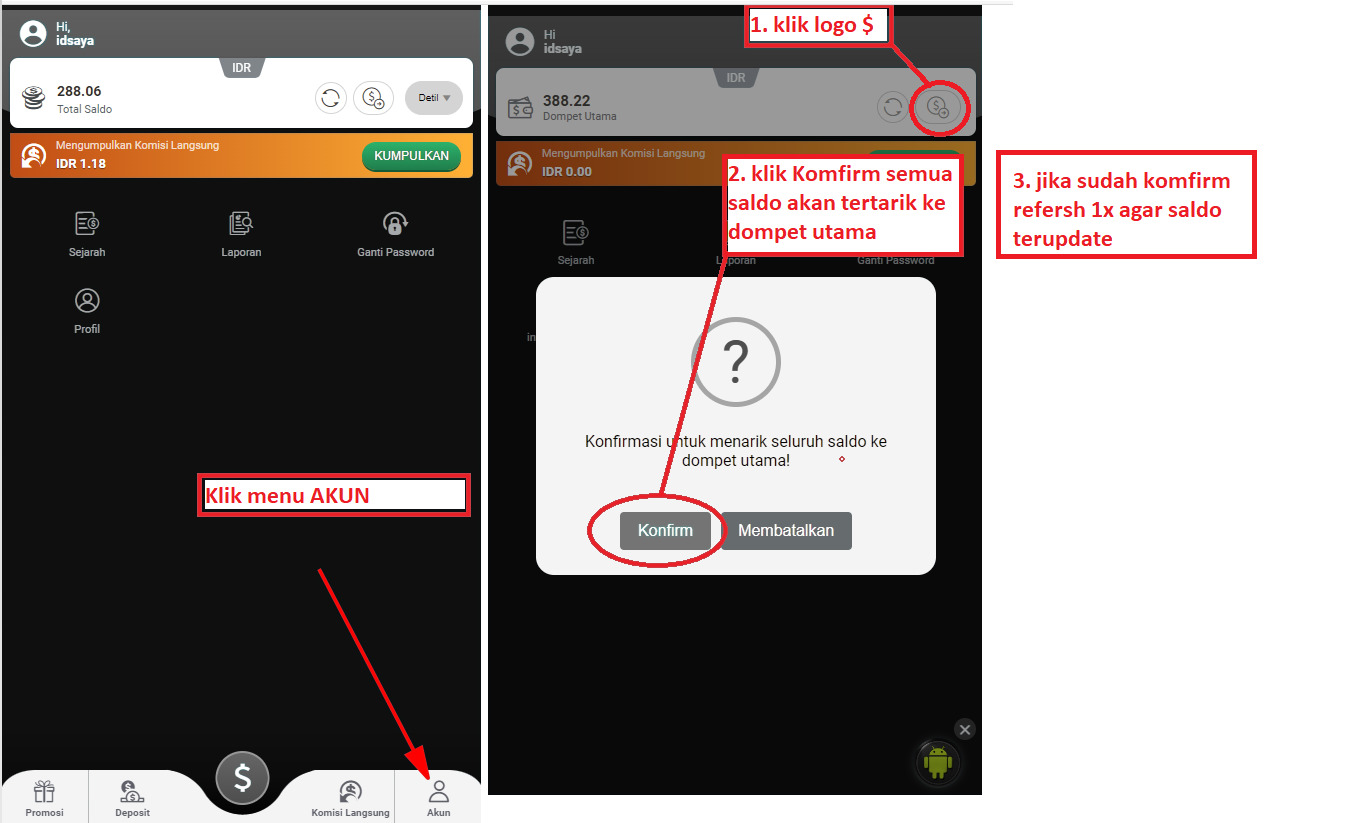 Hi,
idsaya
IDR
288.06
Total Saldo
Detil
Mengumpulkan Komisi Langsung
IDR 1.18
KUMPULKAN
Sejarah
Laporan
Ganti Password
Profil
Klik menu AKUN
Promosi
Deposit
$
Komisi Langsung
Akun
1. klik logo $
Hi
idsaya
IDR
388.22
Dompet Utama
Mengumpulkan Komisi Langsung
IDR 0.00
2. klik Komfirm semua
saldo akan tertarik ke
dompet utama
Sejarah
Laporan
Ganti Password
in
?
Konfirmasi untuk menarik seluruh saldo ke
dompet utama!
Konfirm
Membatalkan
3. jika sudah komfirm
refersh 1x agar saldo
terupdate